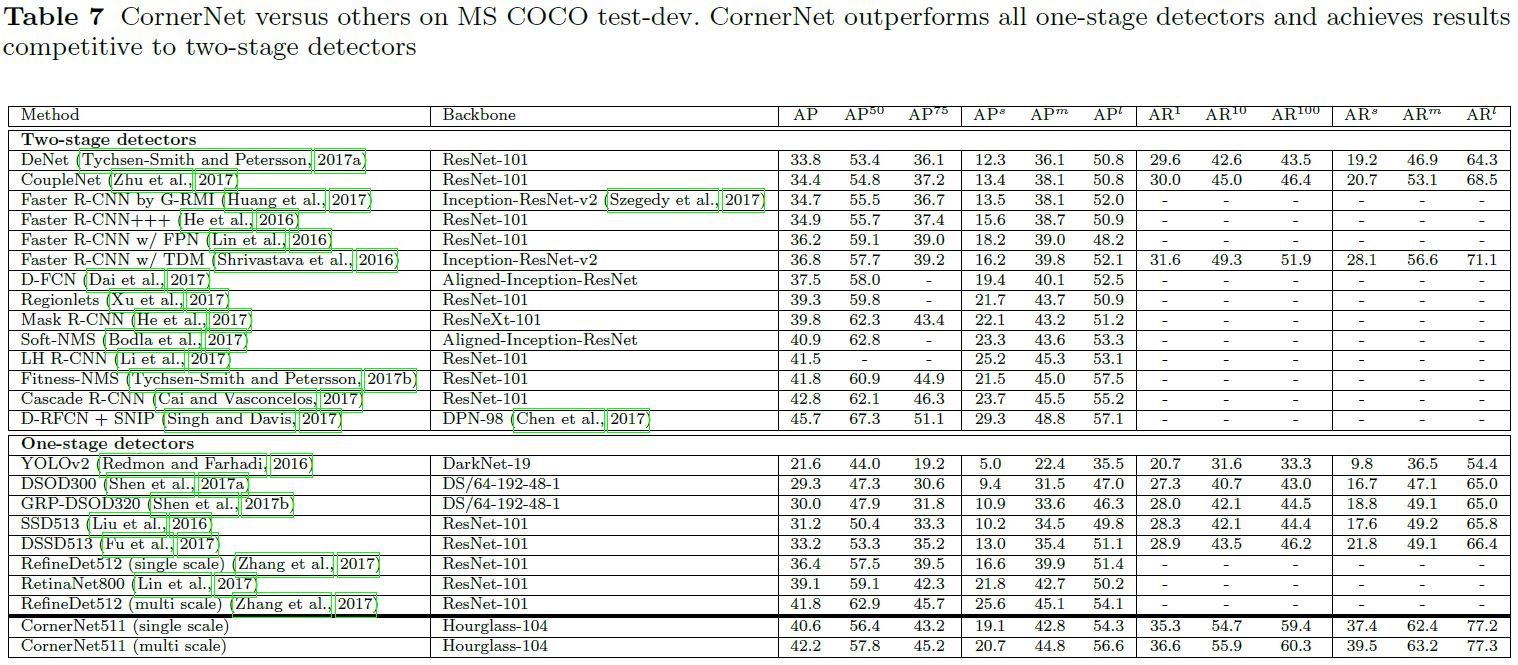 Table 7 CornerNet versus others on MS COCO test-dev. CornerNet outperforms all one-stage detectors and achieves results
competitive to two-stage detectors
Method Backbone AP AP^50 AP^75 AP^s AP^m AP^l AR^1 AR^10 AR^100 AR^s AR^m AR^l
Two-stage detectors
DeNet (Tychsen-Smith and Petersson, 2017a) ResNet-101 33.8 53.4 36.1 12.3 36.1 50.8 29.6 42.6 43.5 19.2 46.9 64.3
CoupleNet (Zhu et al., 2017) ResNet-101 34.4 54.8 37.2 13.4 38.1 50.8 30.0 45.0 46.4 20.7 53.1 68.5
Faster R-CNN by G-RMI (Huang et al., 2017) Inception-ResNet-v2 (Szegedy et al., 2017) 34.7 55.5 36.7 13.5 38.1 52.0 - - - - - -
Faster R-CNN+++ (He et al., 2016) ResNet-101 34.9 55.7 37.4 15.6 38.7 50.9 - - - - - -
Faster R-CNN w/ FPN (Lin et al., 2016) ResNet-101 36.2 59.1 39.0 18.2 39.0 48.2 - - - - - -
Faster R-CNN w/ TDM (Shrivastava et al., 2016) Inception-ResNet-v2 36.8 57.7 39.2 16.2 39.8 52.1 31.6 49.3 51.9 28.1 56.6 71.1
D-FCN (Dai et al., 2017) Aligned-Inception-ResNet 37.5 58.0 - 19.4 40.1 52.5 - - - - - -
Regionlets (Xu et al., 2017) ResNet-101 39.3 59.8 - 21.7 43.7 50.9 - - - - - -
Mask R-CNN (He et al., 2017) ResNeXt-101 39.8 62.3 43.4 22.1 43.2 51.2 - - - - - -
Soft-NMS (Bodla et al., 2017) Aligned-Inception-ResNet 40.9 62.8 - 23.3 43.6 53.3 - - - - - -
LH R-CNN (Li et al., 2017) ResNet-101 41.5 - - 25.2 45.3 53.1 - - - - - -
Fitness-NMS (Tychsen-Smith and Petersson, 2017b) ResNet-101 41.8 60.9 44.9 21.5 45.0 57.5 - - - - - -
Cascade R-CNN (Cai and Vasconcelos, 2017) ResNet-101 42.8 62.1 46.3 23.7 45.5 55.2 - - - - - -
D-RFCN + SNIP (Singh and Davis, 2017) DPN-98 (Chen et al., 2017) 45.7 67.3 51.1 29.3 48.8 57.1 - - - - - -
One-stage detectors
YOLOv2 (Redmon and Farhadi, 2016) DarkNet-19 21.6 44.0 19.2 5.0 22.4 35.5 20.7 31.6 33.3 9.8 36.5 54.4
DSOD300 (Shen et al., 2017a) DS/64-192-48-1 29.3 47.3 30.6 9.4 31.5 47.0 27.3 40.7 43.0 16.7 47.1 65.0
GRP-DSOD320 (Shen et al., 2017b) DS/64-192-48-1 30.0 47.9 31.8 10.9 33.6 46.3 28.0 42.1 44.5 18.8 49.1 65.0
SSD513 (Liu et al., 2016) ResNet-101 31.2 50.4 33.3 10.2 34.5 49.8 28.3 42.1 44.4 17.6 49.2 65.8
DSSD513 (Fu et al., 2017) ResNet-101 33.2 53.3 35.2 13.0 35.4 51.1 28.9 43.5 46.2 21.8 49.1 66.4
RefineDet512 (single scale) (Zhang et al., 2017) ResNet-101 36.4 57.5 39.5 16.6 39.9 51.4 - - - - - -
RetinaNet800 (Lin et al., 2017) ResNet-101 39.1 59.1 42.3 21.8 42.7 50.2 - - - - - -
RefineDet512 (multi scale) (Zhang et al., 2017) ResNet-101 41.8 62.9 45.7 25.6 45.1 54.1 - - - - - -
CornerNet511 (single scale) Hourglass-104 40.6 56.4 43.2 19.1 42.8 54.3 35.3 54.7 59.4 37.4 62.4 77.2
CornerNet511 (multi scale) Hourglass-104 42.2 57.8 45.2 20.7 44.8 56.6 36.6 55.9 60.3 39.5 63.2 77.3